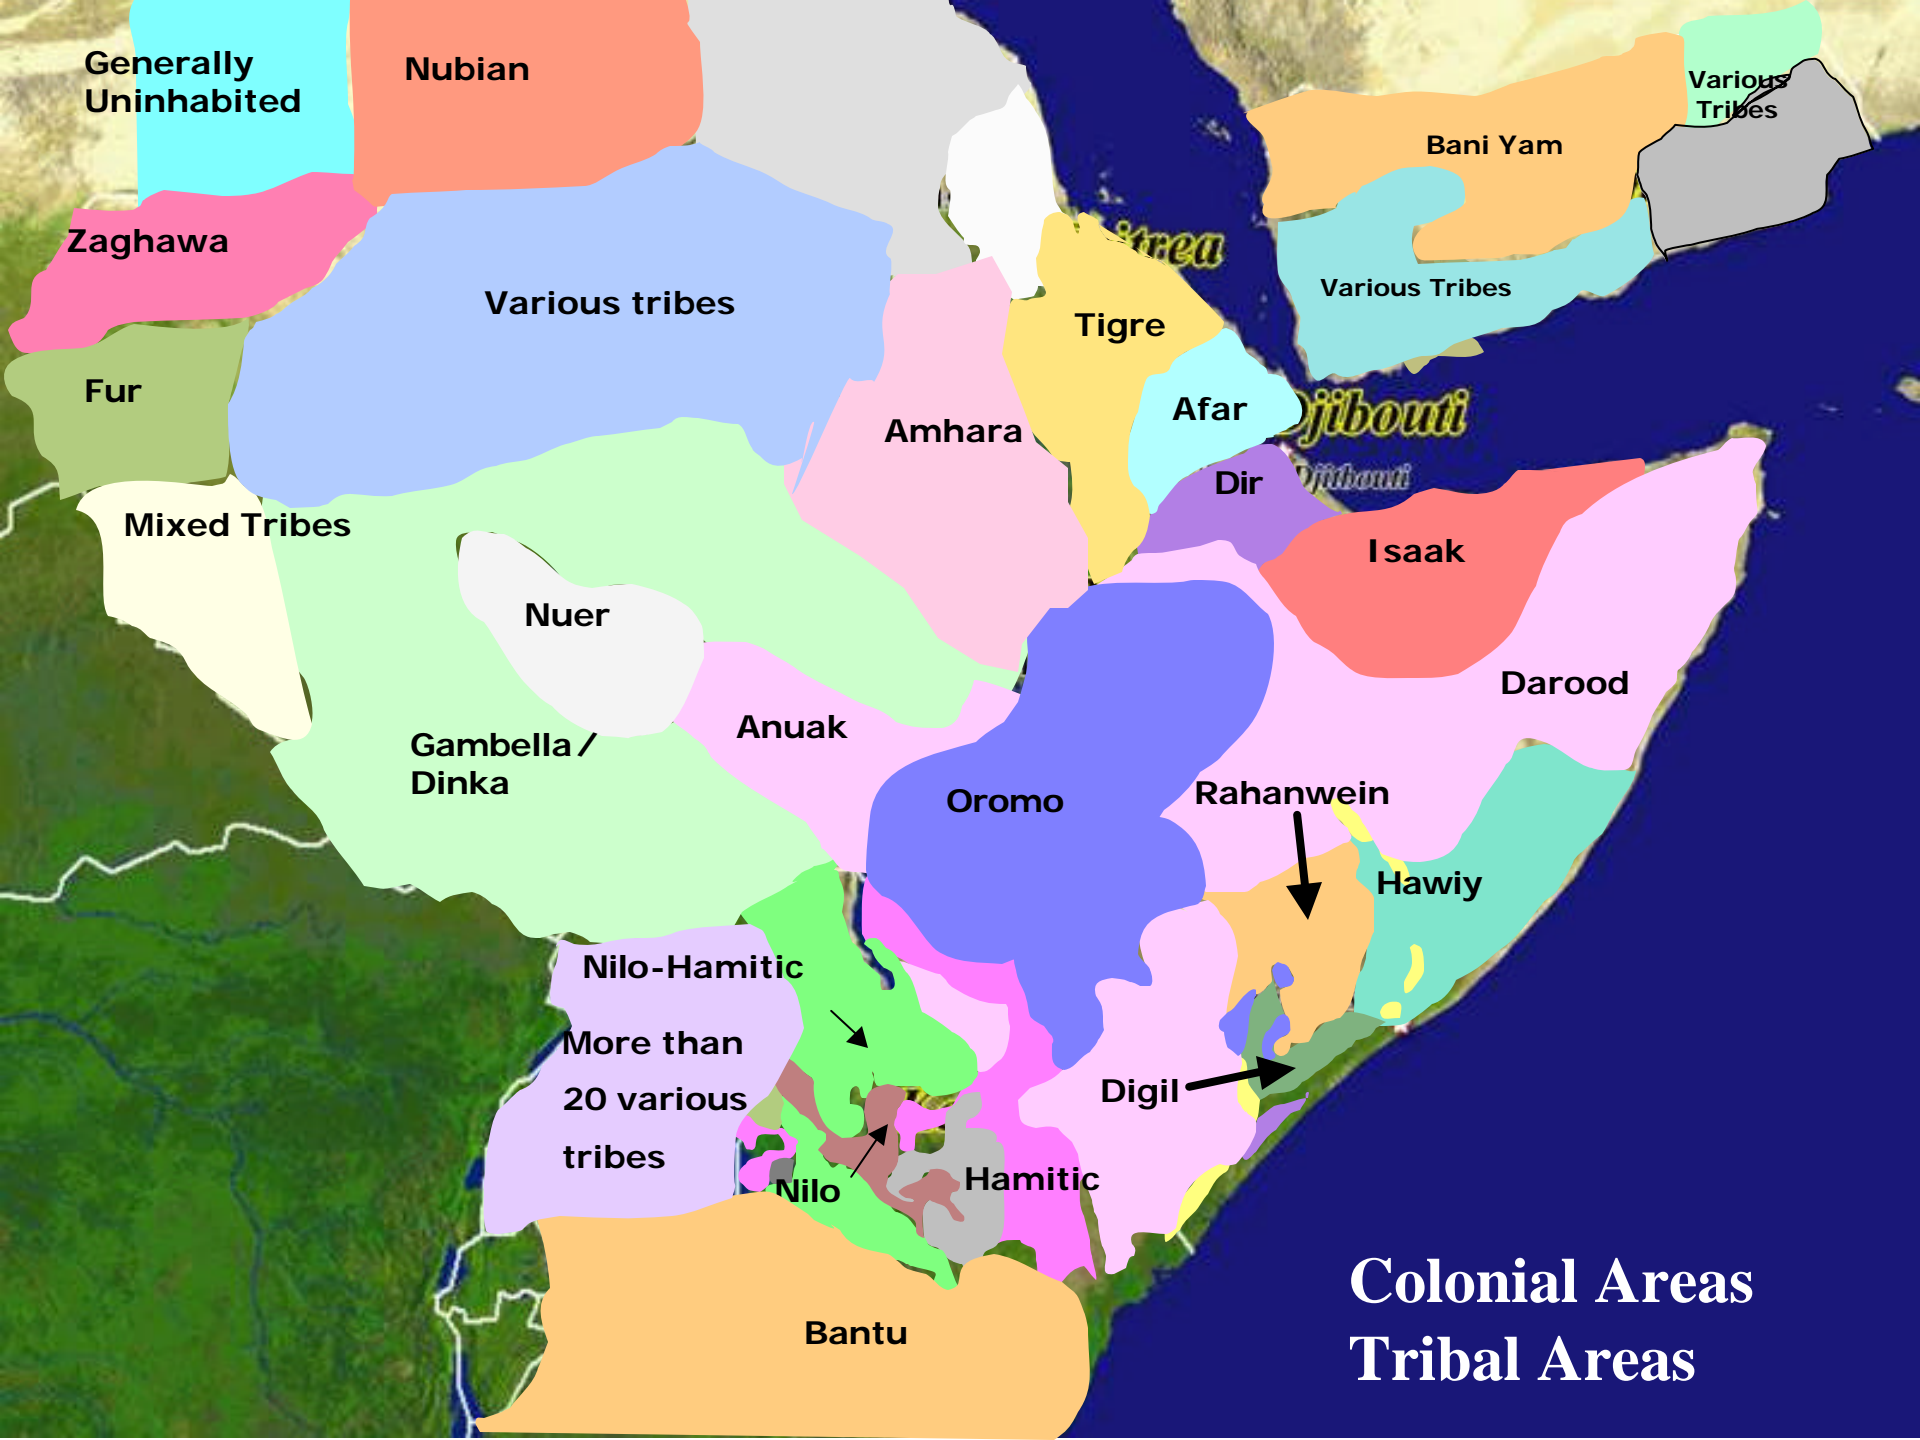 Generally
Uninhabited
Nubian
Various
Tribes
Bani Yam
Zaghawa
itrea
Various Tribes
Various tribes
Tigre
Fur
Afar
Djibouti
Amhara
Dir
Djibouti
Mixed Tribes
Isaak
Nuer
Darood
Anuak
Gambella/
Dinka
Rahanwein
Oromo
Hawiy
Nilo-Hamitic
More than
20 various
tribes
Digil
Nilo
Hamitic
Bantu
Colonial Areas
Tribal Areas